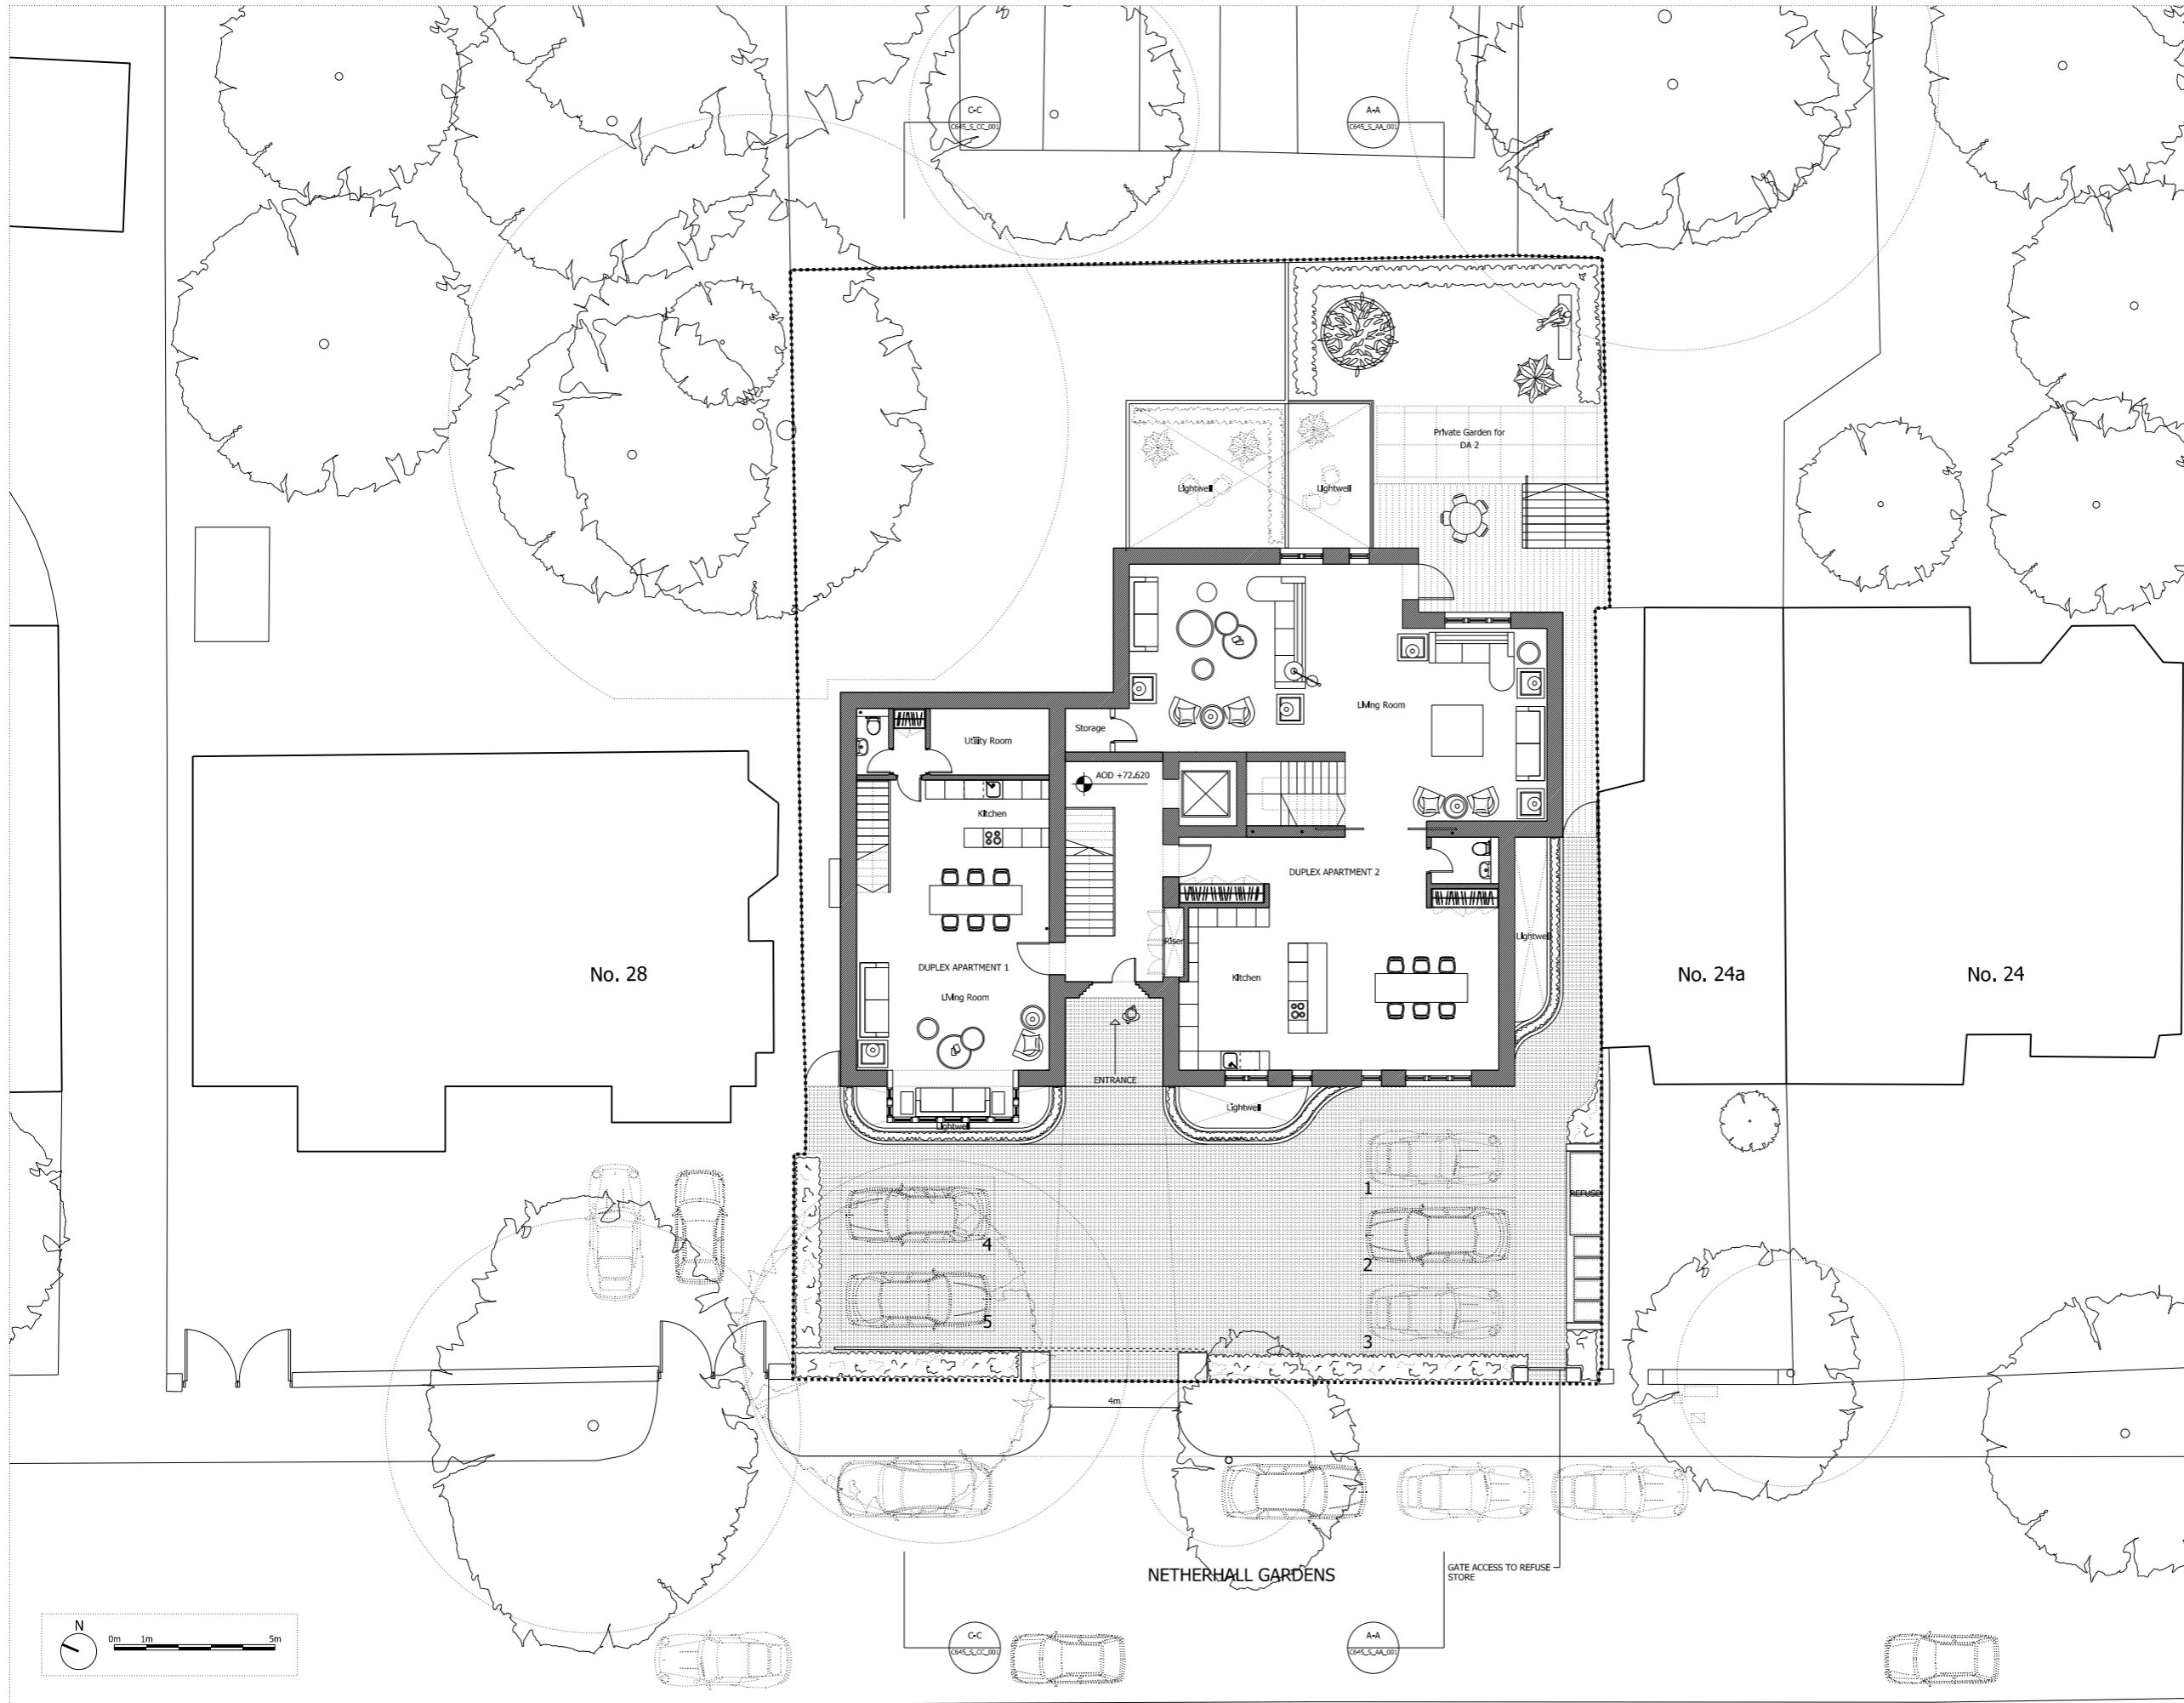 C-C
C645_S_CC_001
A-A
C645_S_AA_001
Private Garden for
DA 2
Lightwell
Lightwell
Living Room
Storage
Utility Room
AOD +72.620
Kitchen
DUPLEX APARTMENT 2
Lightwell
Riser
DUPLEX APARTMENT 1
Living Room
Kitchen
No. 28
No. 24a
No. 24
ENTRANCE
Lightwell
Lightwell
1
REFUSE
4
2
5
3
4m
NETHERHALL GARDENS
GATE ACCESS TO REFUSE
STORE
N
0m 1m 5m
C-C
C645_S_CC_001
A-A
C645_S_AA_001